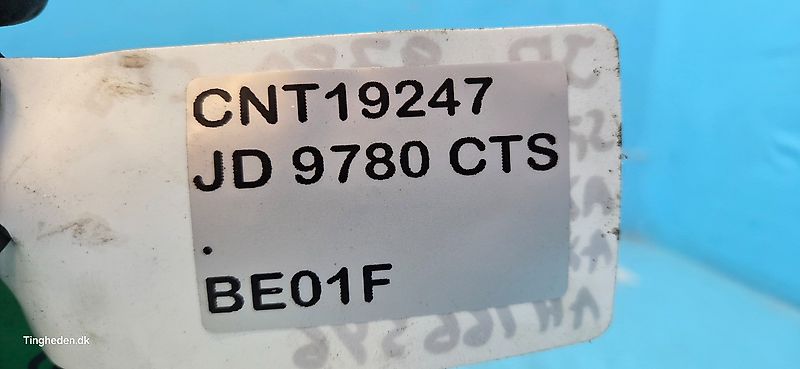 CNT19247
JD 9780 CTS
.
BE01F
Tingheden.dk